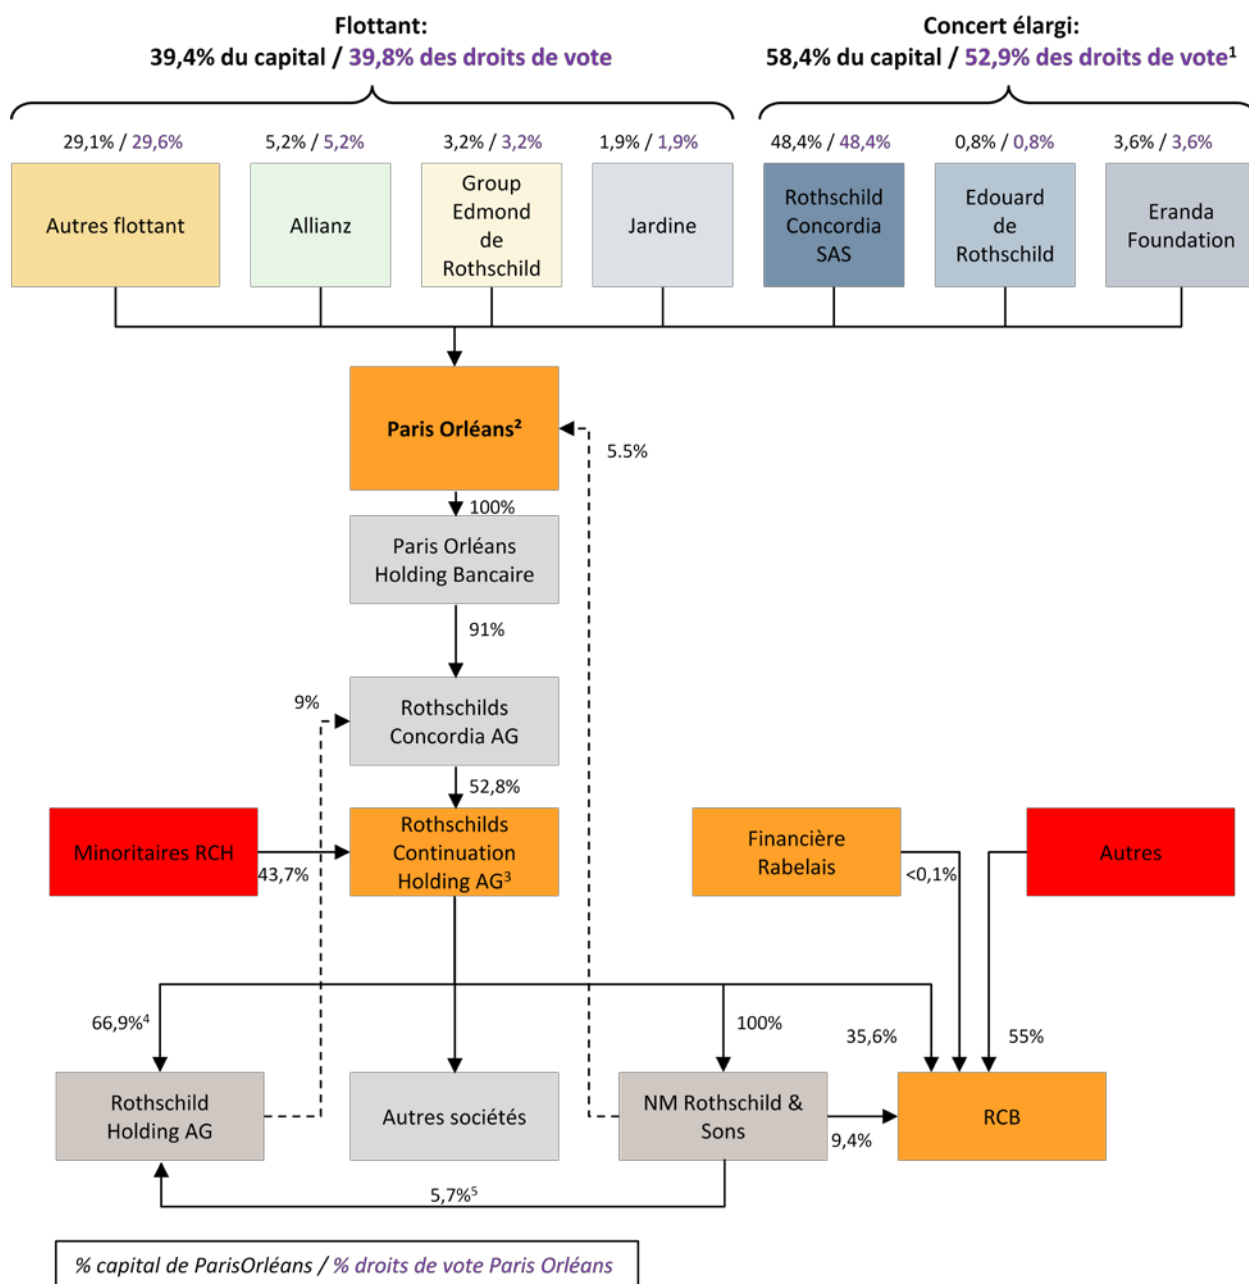 Flottant:
39,4% du capital / 39,8% des droits de vote
Concert élargi:
58,4% du capital / 52,9% des droits de vote¹
29,1% / 29,6%
5,2% / 5,2%
3,2% / 3,2%
1,9% / 1,9%
48,4% / 48,4%
0,8% / 0,8%
3,6% / 3,6%
Autres flottant
Allianz
Group
Edmond
de
Rothschild
Jardine
Rothschild
Concordia
SAS
Edouard
de
Rothschild
Eranda
Foundation
Paris Orléans²
5.5%
100%
Paris Orléans
Holding Bancaire
91%
9%
Rothschilds
Concordia AG
52,8%
Minoritaires RCH
43,7%
Rothschilds
Continuation
Holding AG³
Financière
Rabelais
<0,1%
Autres
66,9%⁴
100%
35,6%
55%
Rothschild
Holding AG
Autres sociétés
NM Rothschild &
Sons
9,4%
RCB
5,7%⁵
% capital de ParisOrléans / % droits de vote Paris Orléans